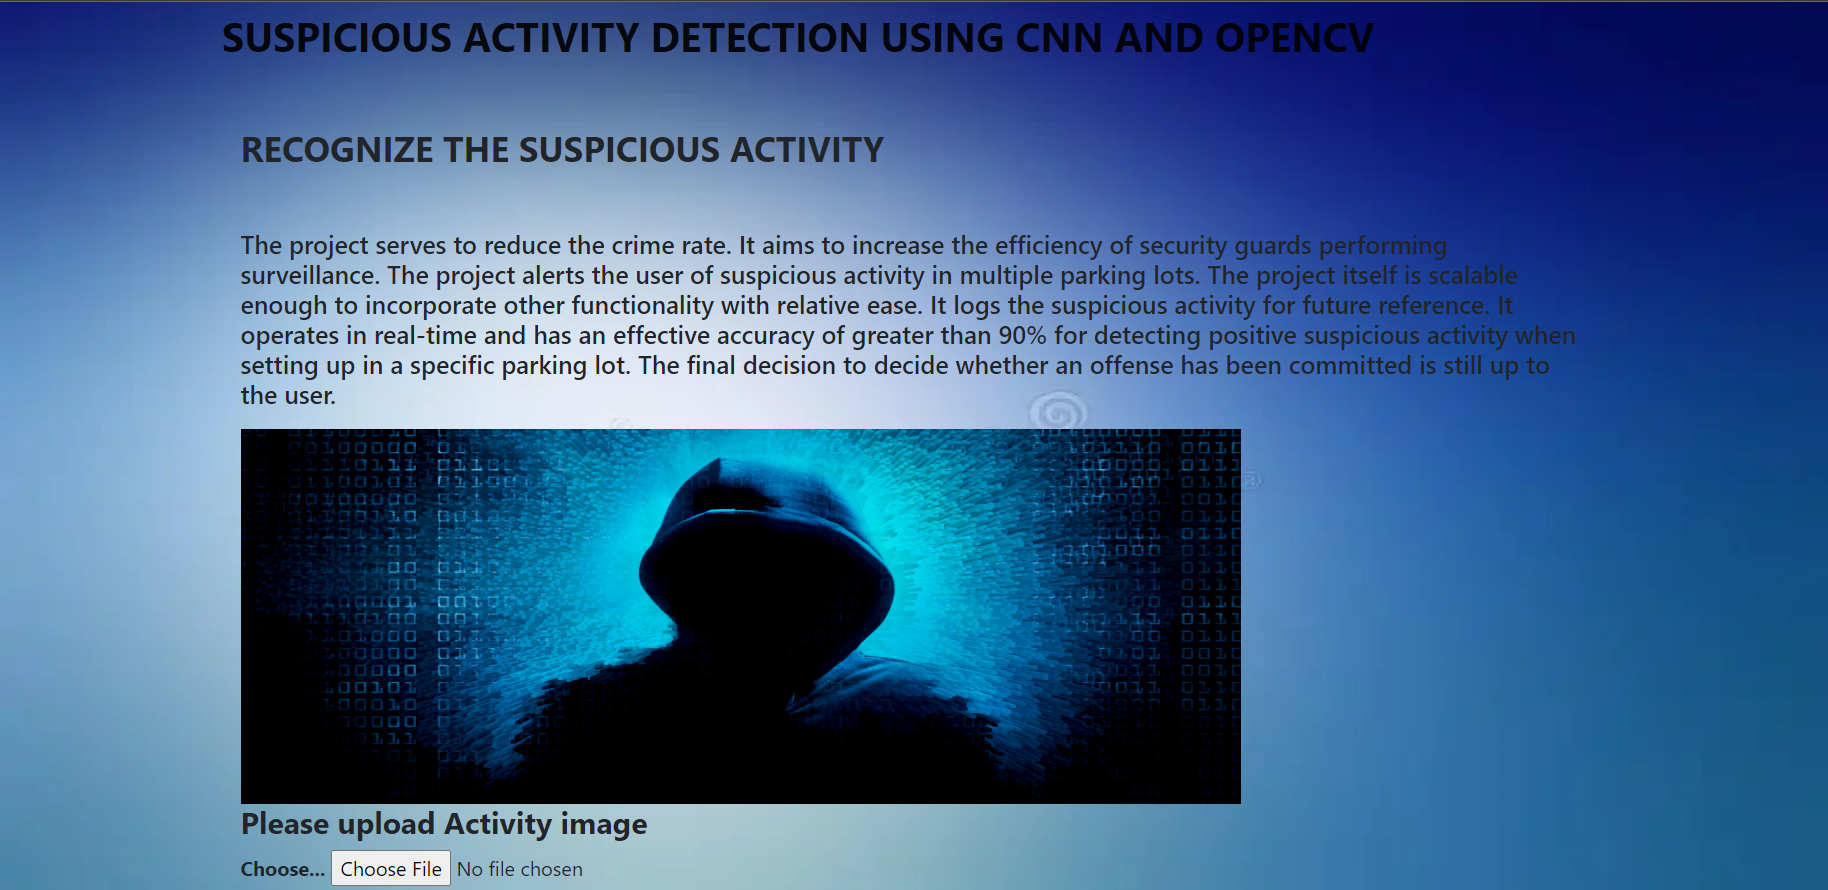 SUSPICIOUS ACTIVITY DETECTION USING CNN AND OPENCV
RECOGNIZE THE SUSPICIOUS ACTIVITY
The project serves to reduce the crime rate. It aims to increase the efficiency of security guards performing
surveillance. The project alerts the user of suspicious activity in multiple parking lots. The project itself is scalable
enough to incorporate other functionality with relative ease. It logs the suspicious activity for future reference. It
operates in real-time and has an effective accuracy of greater than 90% for detecting positive suspicious activity when
setting up in a specific parking lot. The final decision to decide whether an offense has been committed is still up to
the user.
Please upload Activity image
Choose... Choose File No file chosen